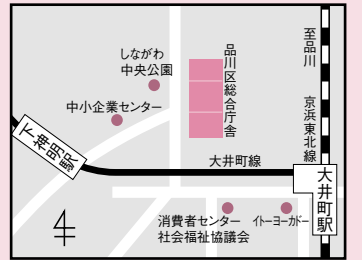 しながわ
中央公園
中小企業センター
品川区総合庁舎
至品川
京浜東北線
下神明駅
大井町線
大井町駅
消費者センター
社会福祉協議会
イトーヨーカドー